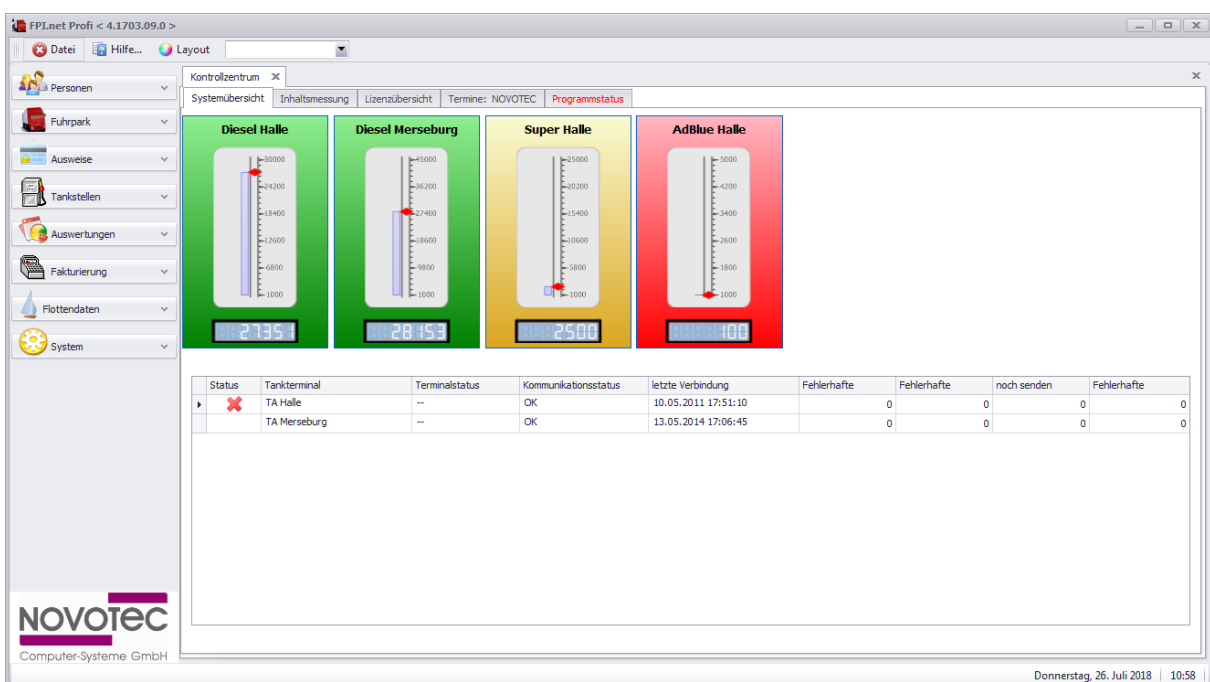 FPI.net Profi < 4.1703.09.0 >
Datei Hilfe... Layout
Personen
Fuhrpark
Ausweise
Tankstellen
Auswertungen
Fakturierung
Flottendaten
System
NOVOTEC
Computer-Systeme GmbH
Kontrollzentrum
Systemübersicht Inhaltsmessung Lizenzübersicht Termine: NOVOTEC Programmstatus
Diesel Halle
30000
24200
18400
12600
6800
1000
27351
Diesel Merseburg
45000
36200
27400
18600
9800
1000
28153
Super Halle
25000
20200
15400
10600
5800
1000
2500
AdBlue Halle
5000
4200
3400
2600
1800
1000
100
Status Tankterminal Terminalstatus Kommunikationsstatus letzte Verbindung Fehlerhafte Fehlerhafte noch senden Fehlerhafte
TA Halle -- OK 10.05.2011 17:51:10 0 0 0 0
TA Merseburg -- OK 13.05.2014 17:06:45 0 0 0 0
Donnerstag, 26. Juli 2018 10:58